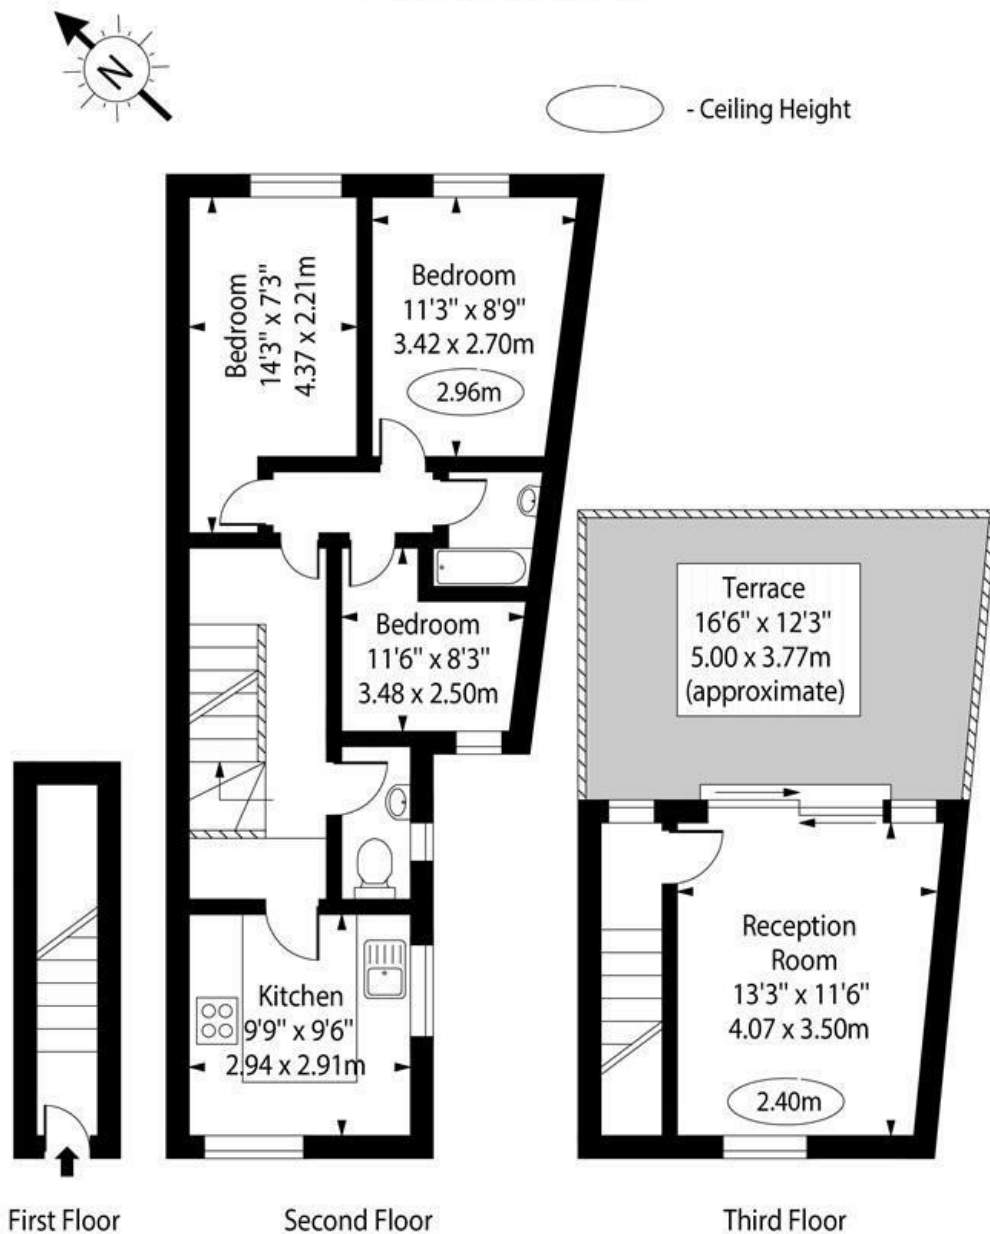 N
- Ceiling Height
Bedroom
14'3" x 7'3"
4.37 x 2.21m
Bedroom
11'3" x 8'9"
3.42 x 2.70m
2.96m
Bedroom
11'6" x 8'3"
3.48 x 2.50m
Terrace
16'6" x 12'3"
5.00 x 3.77m
(approximate)
Kitchen
9'9" x 9'6"
2.94 x 2.91m
Reception
Room
13'3" x 11'6"
4.07 x 3.50m
2.40m
First Floor
Second Floor
Third Floor